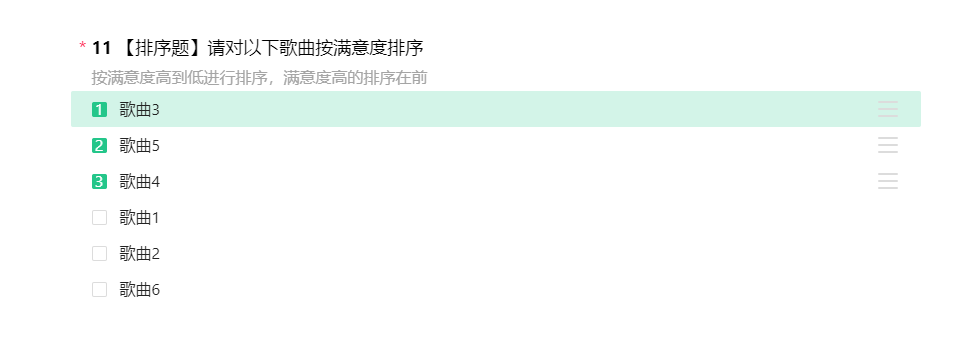 * 11 【排序题】请对以下歌曲按满意度排序
按满意度高到低进行排序，满意度高的排序在前
1 歌曲3
2 歌曲5
3 歌曲4
歌曲1
歌曲2
歌曲6